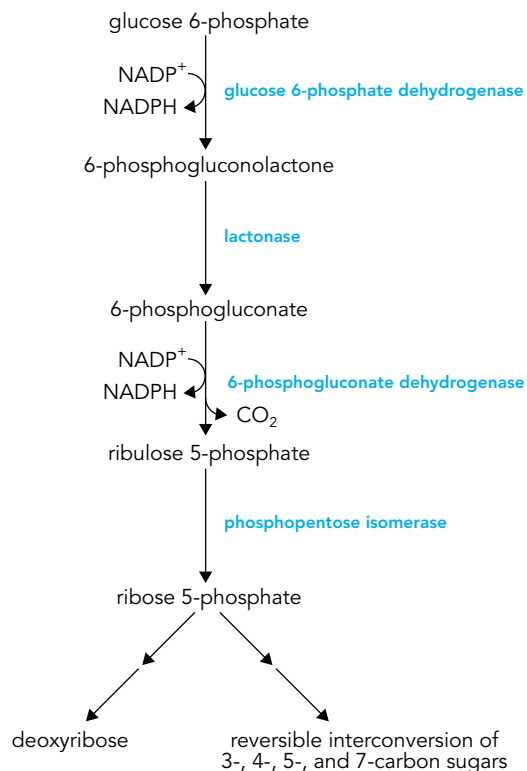 glucose 6-phosphate
NADP⁺
glucose 6-phosphate dehydrogenase
NADPH
6-phosphogluconolactone
lactonase
6-phosphogluconate
NADP⁺
6-phosphogluconate dehydrogenase
NADPH
CO₂
ribulose 5-phosphate
phosphopentose isomerase
ribose 5-phosphate
deoxyribose
reversible interconversion of
3-, 4-, 5-, and 7-carbon sugars